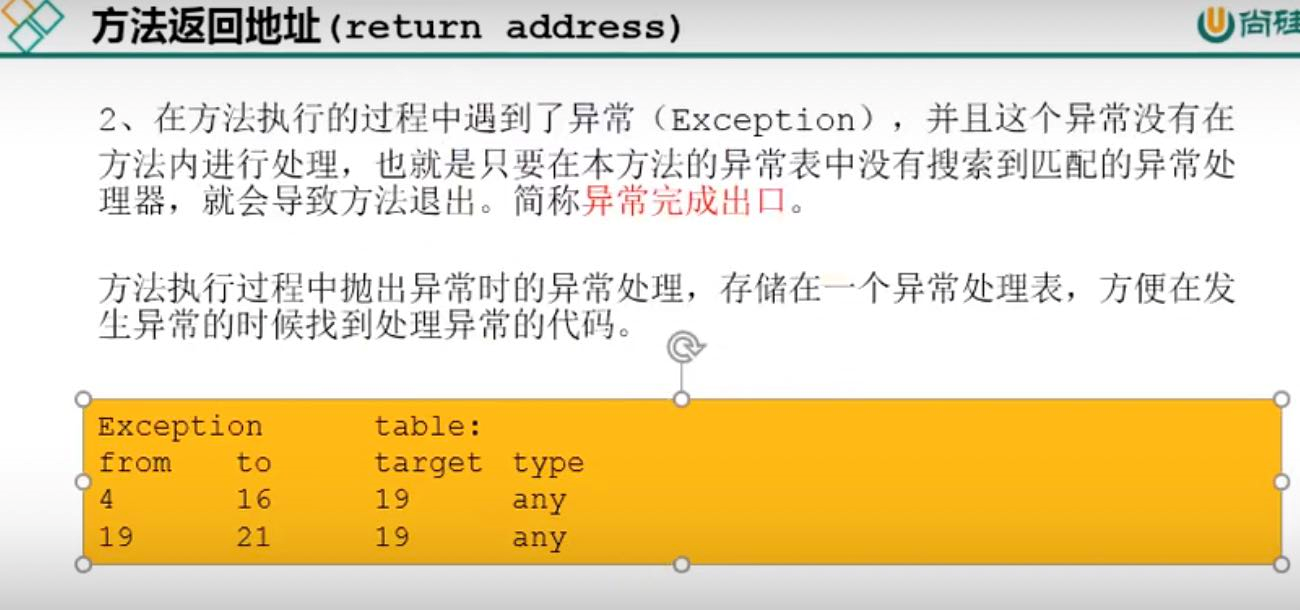 方法返回地址(return address)
尚硅
2、在方法执行的过程中遇到了异常（Exception），并且这个异常没有在
方法内进行处理，也就是只要在本方法的异常表中没有搜索到匹配的异常处
理器，就会导致方法退出。简称异常完成出口。
方法执行过程中抛出异常时的异常处理，存储在一个异常处理表，方便在发
生异常的时候找到处理异常的代码。
Exception table:
from to target type
4 16 19 any
19 21 19 any